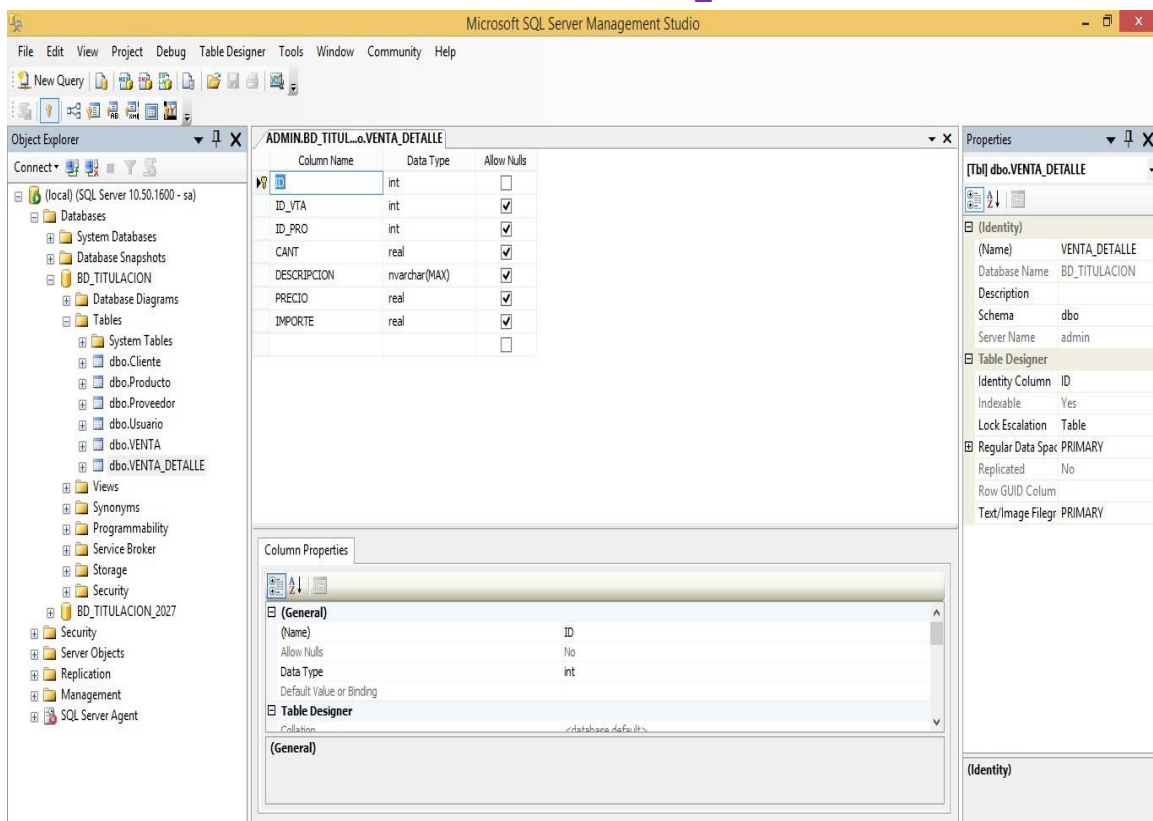 Microsoft SQL Server Management Studio
File Edit View Project Debug Table Designer Tools Window Community Help
New Query
Object Explorer
Connect
(local) (SQL Server 10.50.1600 - sa)
Databases
System Databases
Database Snapshots
BD_TITULACION
Database Diagrams
Tables
System Tables
dbo.Cliente
dbo.Producto
dbo.Proveedor
dbo.Usuario
dbo.VENTA
dbo.VENTA_DETALLE
Views
Synonyms
Programmability
Service Broker
Storage
Security
BD_TITULACION_2027
Security
Server Objects
Replication
Management
SQL Server Agent
ADMIN.BD_TITUL...o.VENTA_DETALLE
Column Name Data Type Allow Nulls
ID int
ID_VTA int
ID_PRO int
CANT real
DESCRIPCION nvarchar(MAX)
PRECIO real
IMPORTE real
Column Properties
(General)
(Name) ID
Allow Nulls No
Data Type int
Default Value or Binding
Table Designer
Collation <database default>
(General)
Properties
[Tbl] dbo.VENTA_DETALLE
(Identity)
(Name) VENTA_DETALLE
Database Name BD_TITULACION
Description
Schema dbo
Server Name admin
Table Designer
Identity Column ID
Indexable Yes
Lock Escalation Table
Regular Data Spac PRIMARY
Replicated No
Row GUID Colum
Text/Image Filegr PRIMARY
(Identity)